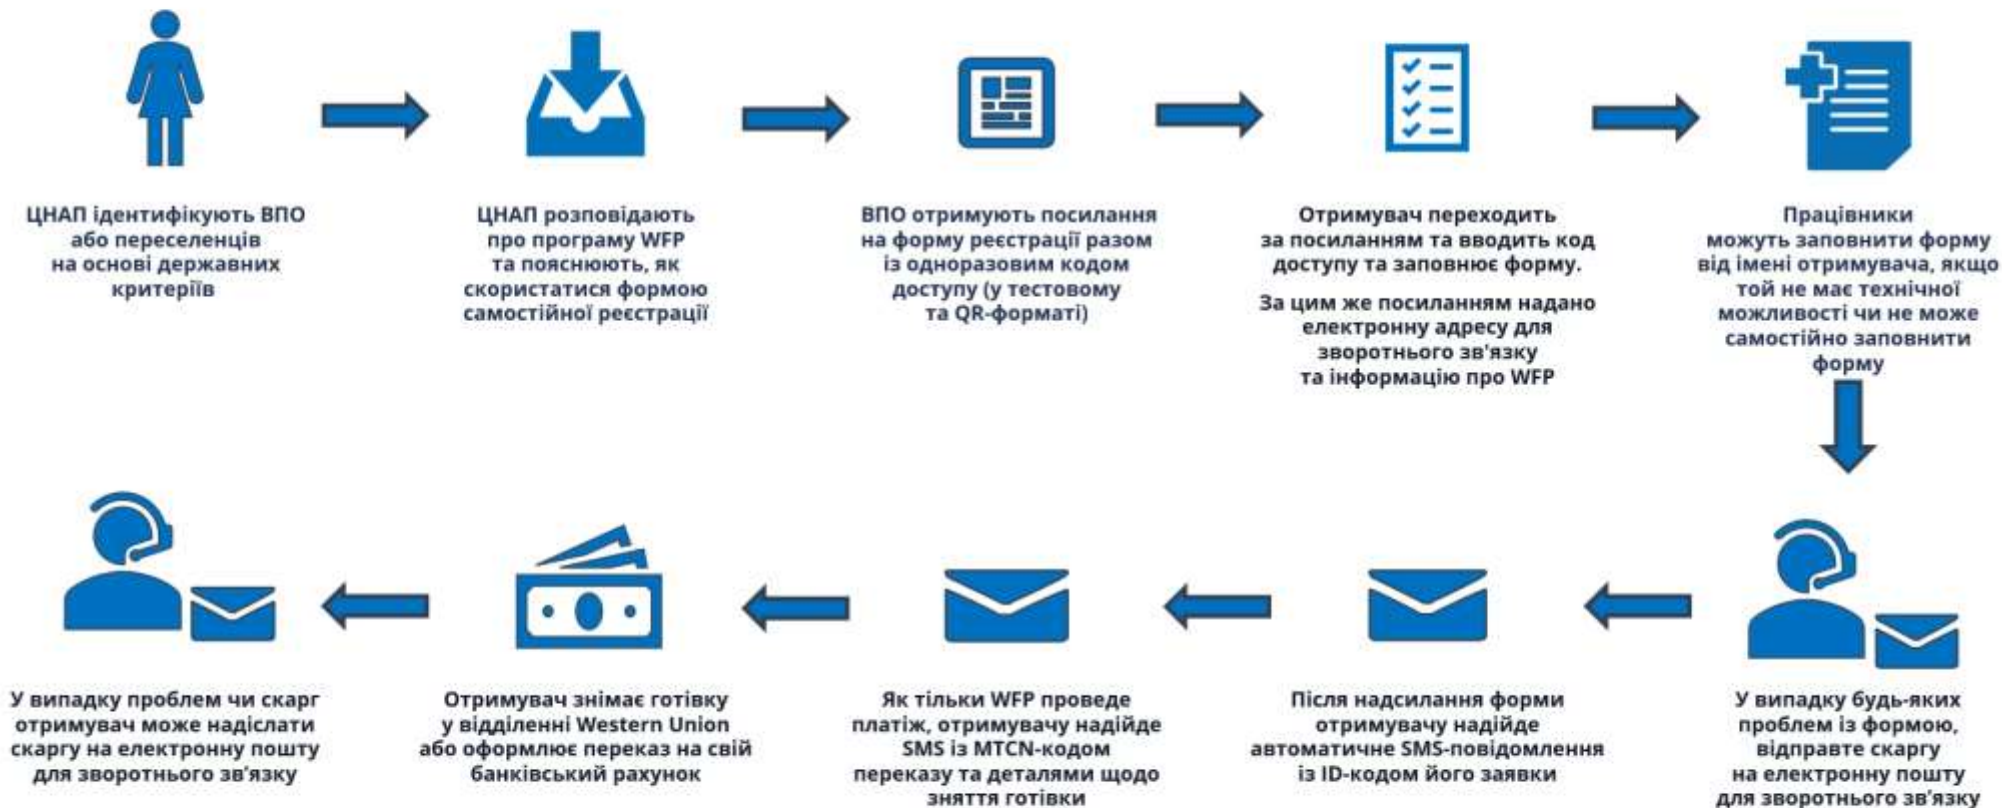 ЦНАП ідентифікують ВПО
або переселенців
на основі державних
критеріїв
ЦНАП розповідають
про програму WFP
та пояснюють, як
скористатися формою
самостійної реєстрації
ВПО отримують посилання
на форму реєстрації разом
із одноразовим кодом
доступу (у тестовому
та QR-форматі)
Отримувач переходить
за посиланням та вводить код
доступу та заповнює форму.
За цим же посиланням надано
електронну адресу для
зворотнього зв'язку
та інформацію про WFP
Працівники
можуть заповнити форму
від імені отримувача, якщо
той не має технічної
можливості чи не може
самостійно заповнити
форму
У випадку будь-яких
проблем із формою,
відправте скаргу
на електронну пошту
для зворотнього зв'язку
Після надсилання форми
отримувачу надійде
автоматичне SMS-повідомлення
із ID-кодом його заявки
Як тільки WFP проведе
платіж, отримувачу надійде
SMS із MTCN-кодом
переказу та деталями щодо
зняття готівки
Отримувач знімає готівку
у відділенні Western Union
або оформлює переказ на свій
банківський рахунок
У випадку проблем чи скарг
отримувач може надіслати
скаргу на електронну пошту
для зворотнього зв'язку